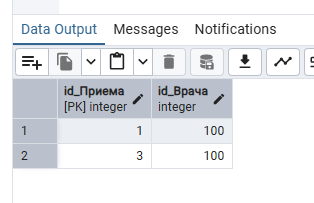 Data Output Messages Notifications
id_Приема id_Врача
[PK] integer integer
1 1 100
2 3 100